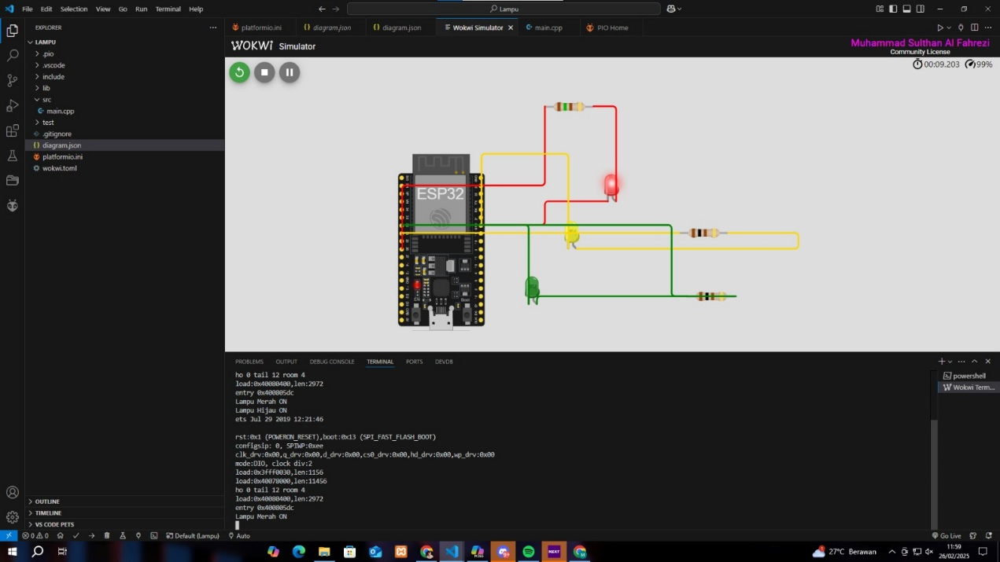 File Edit Selection View Go Run Terminal Help
Lampu
EXPLORER
LAMPU
.pio
.vscode
include
lib
src
main.cpp
test
.gitignore
diagram.json
platformio.ini
wokwi.toml
OUTLINE
TIMELINE
VS CODE PETS
platformio.ini diagram.json diagram.json Wokwi Simulator main.cpp PIO Home
WOKWI Simulator
Muhammad Sulthan Al Fahrezi
Community License
00:09.203 99%
ESP32
EN Boot
PROBLEMS OUTPUT DEBUG CONSOLE TERMINAL PORTS DEVDB
powershell
Wokwi Term...
ho 0 tail 12 room 4
load:0x40080400,len:2972
entry 0x400805dc
Lampu Merah ON
Lampu Hijau ON
ets Jul 29 2019 12:21:46
rst:0x1 (POWERON_RESET),boot:0x13 (SPI_FAST_FLASH_BOOT)
configsip: 0, SPIWP:0xee
clk_drv:0x00,q_drv:0x00,d_drv:0x00,cs0_drv:0x00,hd_drv:0x00,wp_drv:0x00
mode:DIO, clock div:2
load:0x3fff0030,len:1156
load:0x40078000,len:11456
ho 0 tail 12 room 4
load:0x40080400,len:2972
entry 0x400805dc
Lampu Merah ON
0 0 Default (Lampu) Auto Go Live
27°C Berawan
11:59
26/02/2025